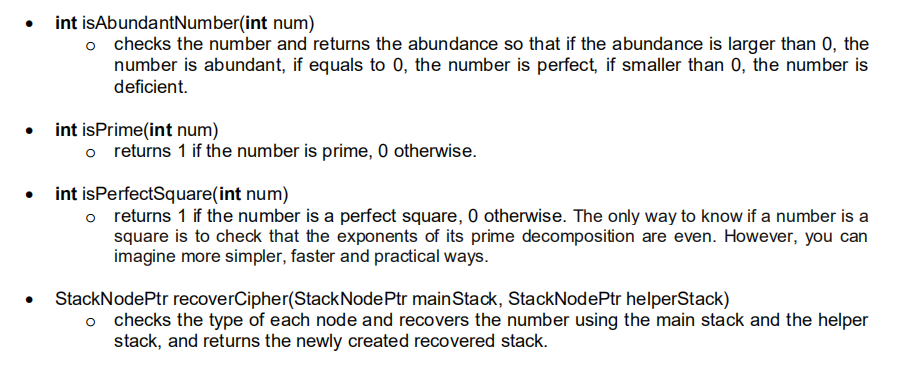 • int isAbundantNumber(int num)
o checks the number and returns the abundance so that if the abundance is larger than 0, the
number is abundant, if equals to 0, the number is perfect, if smaller than 0, the number is
deficient.
• int isPrime(int num)
o returns 1 if the number is prime, 0 otherwise.
• int isPerfectSquare(int num)
o returns 1 if the number is a perfect square, 0 otherwise. The only way to know if a number is a
square is to check that the exponents of its prime decomposition are even. However, you can
imagine more simpler, faster and practical ways.
• StackNodePtr recoverCipher(StackNodePtr mainStack, StackNodePtr helperStack)
o checks the type of each node and recovers the number using the main stack and the helper
stack, and returns the newly created recovered stack.